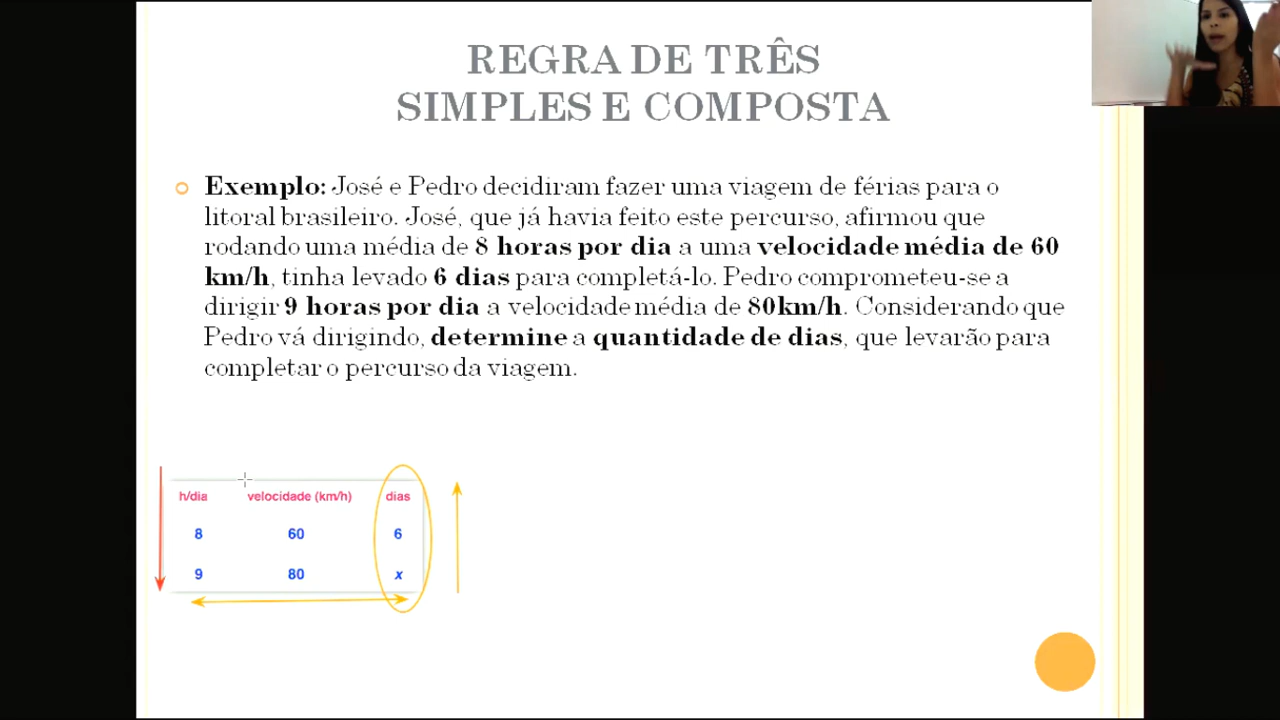 REGRA DE TRÊS
SIMPLES E COMPOSTA
Exemplo: José e Pedro decidiram fazer uma viagem de férias para o
litoral brasileiro. José, que já havia feito este percurso, afirmou que
rodando uma média de 8 horas por dia a uma velocidade média de 60
km/h, tinha levado 6 dias para completá-lo. Pedro comprometeu-se a
dirigir 9 horas por dia a velocidade média de 80km/h. Considerando que
Pedro vá dirigindo, determine a quantidade de dias, que levarão para
completar o percurso da viagem.
h/dia velocidade (km/h) dias
8 60 6
9 80 x